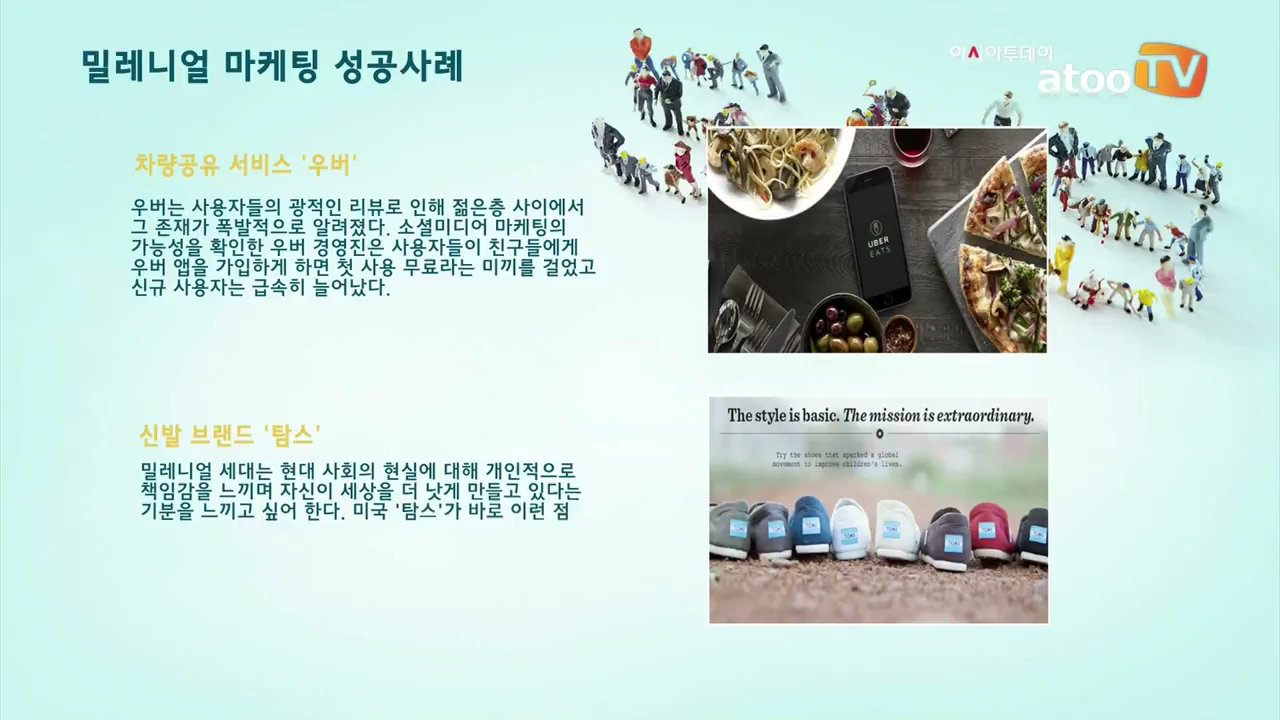 밀레니얼 마케팅 성공사례
아시아투데이
atooTV
차량공유 서비스 '우버'
우버는 사용자들의 광적인 리뷰로 인해 젊은층 사이에서
그 존재가 폭발적으로 알려졌다. 소셜미디어 마케팅의
가능성을 확인한 우버 경영진은 사용자들이 친구들에게
우버 앱을 가입하게 하면 첫 사용 무료라는 미끼를 걸었고
신규 사용자는 급속히 늘어났다.
UBER
EATS
신발 브랜드 '탐스'
밀레니얼 세대는 현대 사회의 현실에 대해 개인적으로
책임감을 느끼며 자신이 세상을 더 낫게 만들고 있다는
기분을 느끼고 싶어 한다. 미국 '탐스'가 바로 이런 점
The style is basic. The mission is extraordinary.
Try the shoes that sparked a global
movement to improve children's lives.
TOMS
TOMS
TOMS
TOMS
TOMS
TOMS
TOMS
TOMS